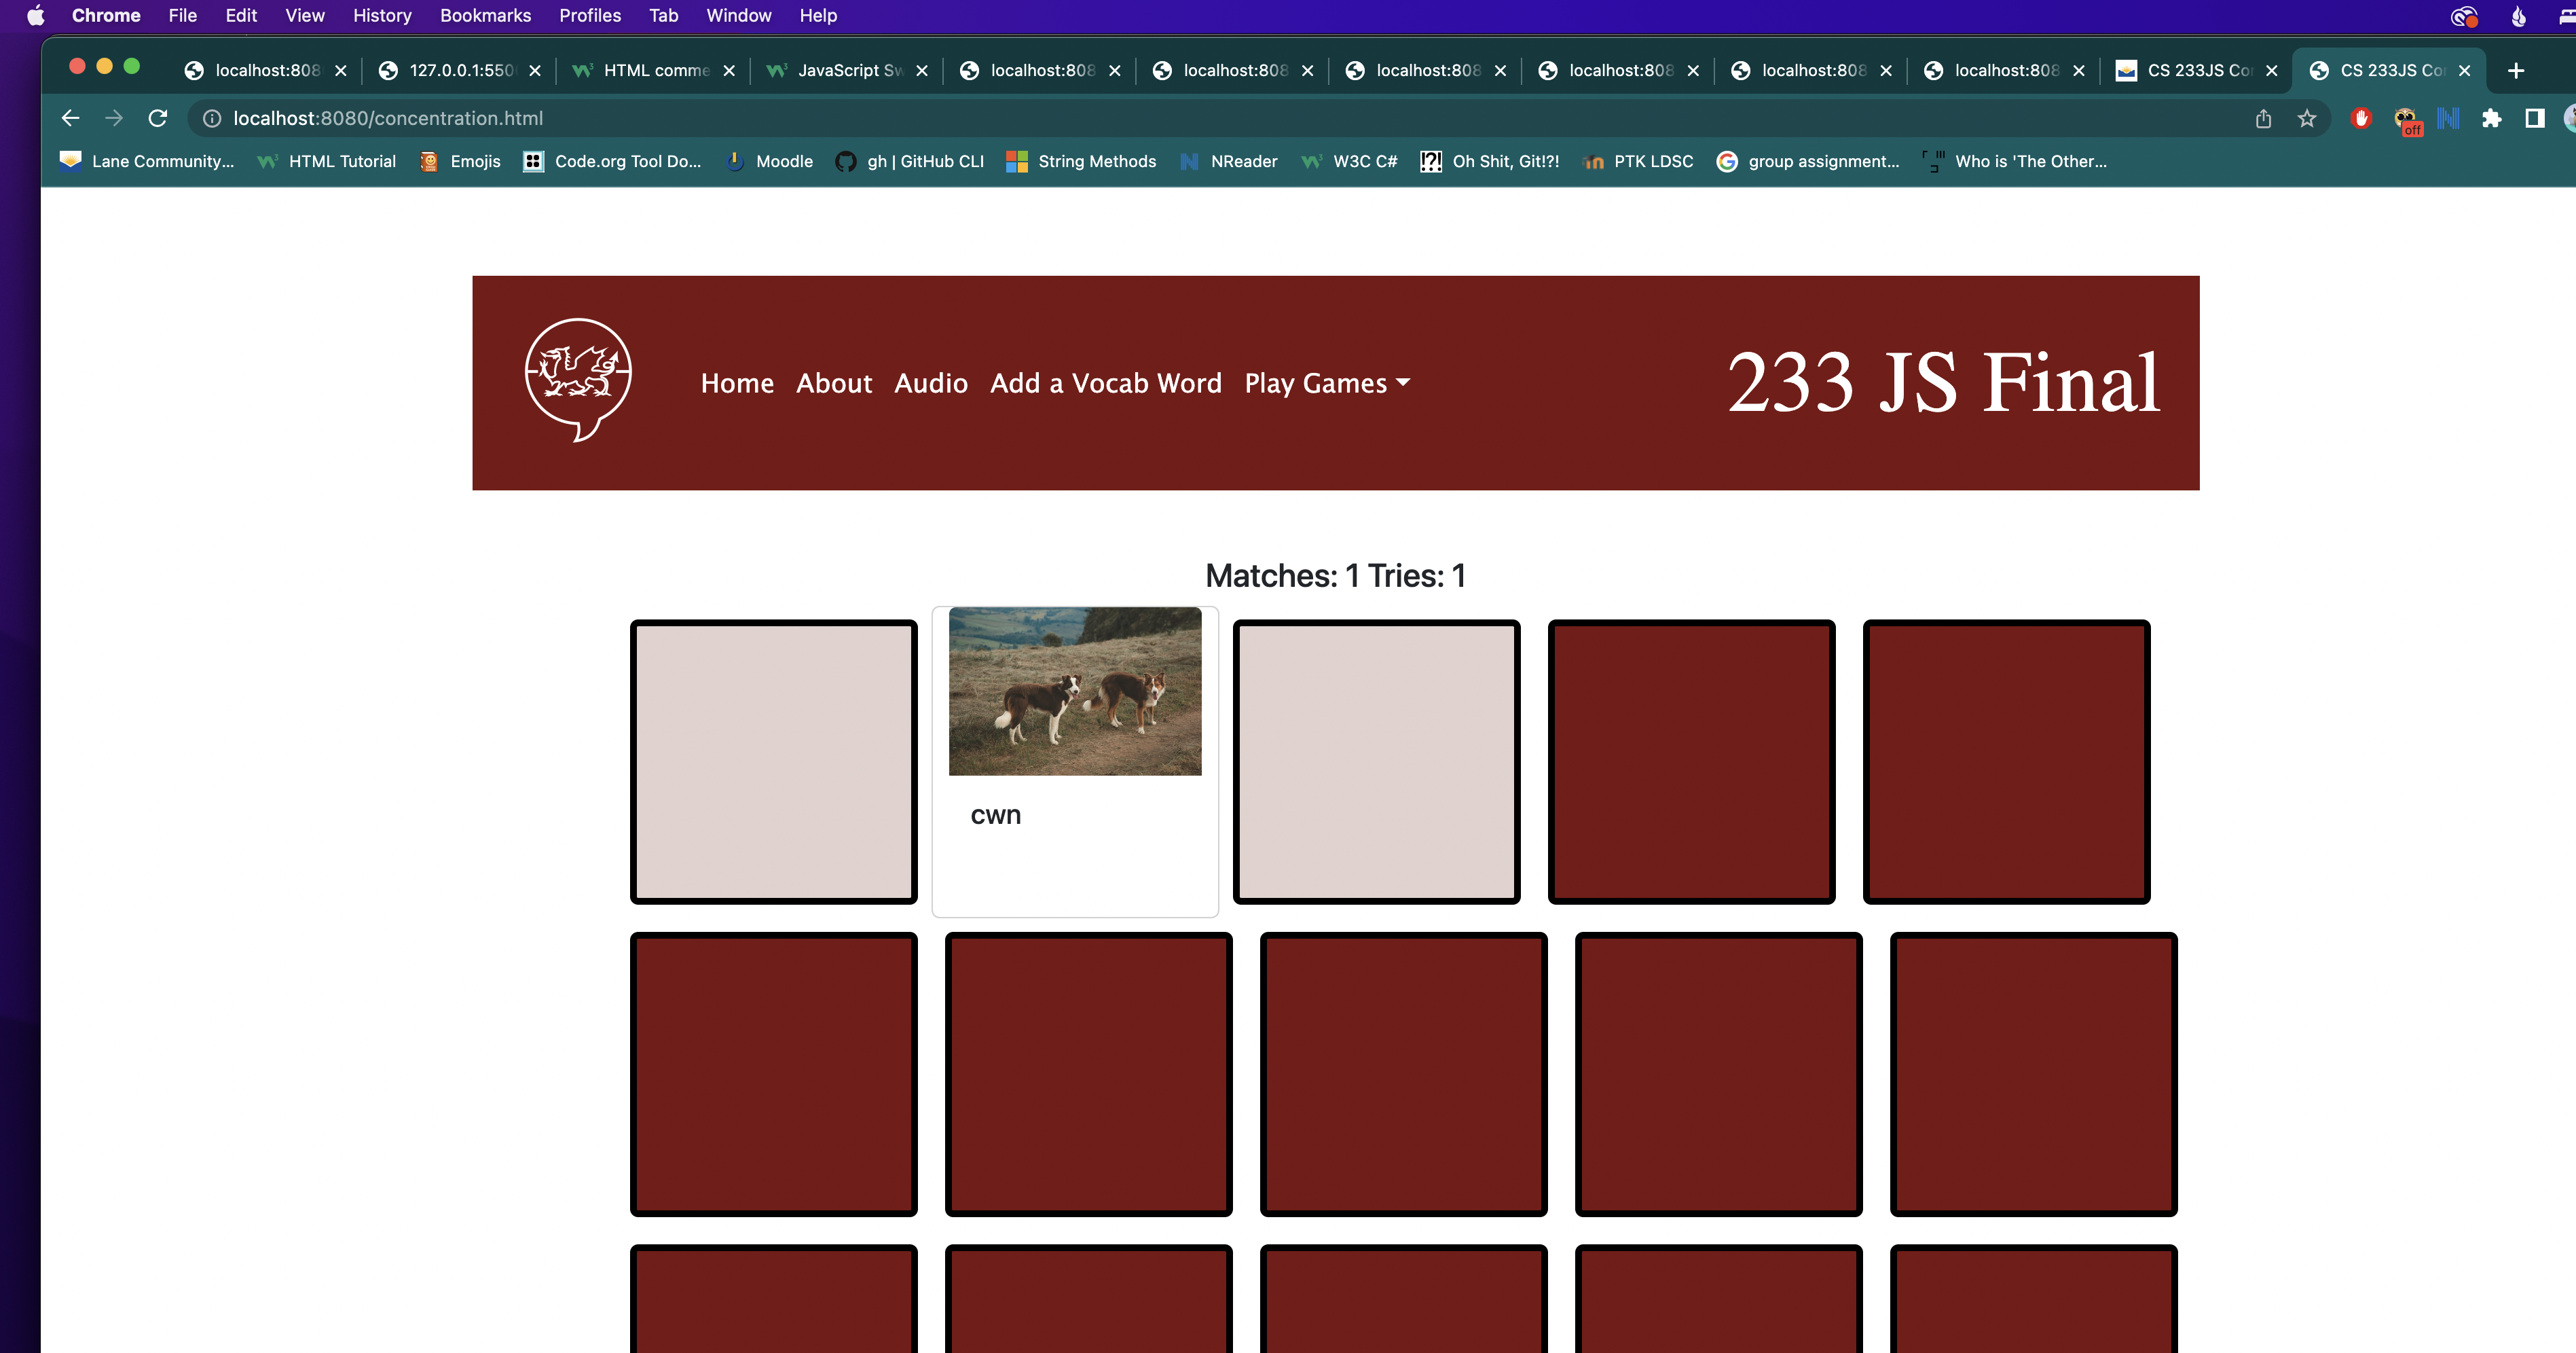 Chrome File Edit View History Bookmarks Profiles Tab Window Help
localhost:808 127.0.0.1:550 HTML comme JavaScript Sw localhost:808 localhost:808 localhost:808 localhost:808 localhost:808 localhost:808 CS 233JS Co CS 233JS Co
localhost:8080/concentration.html off
Lane Community... HTML Tutorial Emojis Code.org Tool Do... Moodle gh | GitHub CLI String Methods NReader W3C C# Oh Shit, Git!?! PTK LDSC group assignment... Who is 'The Other...
Home About Audio Add a Vocab Word Play Games 233 JS Final
Matches: 1 Tries: 1
cwn